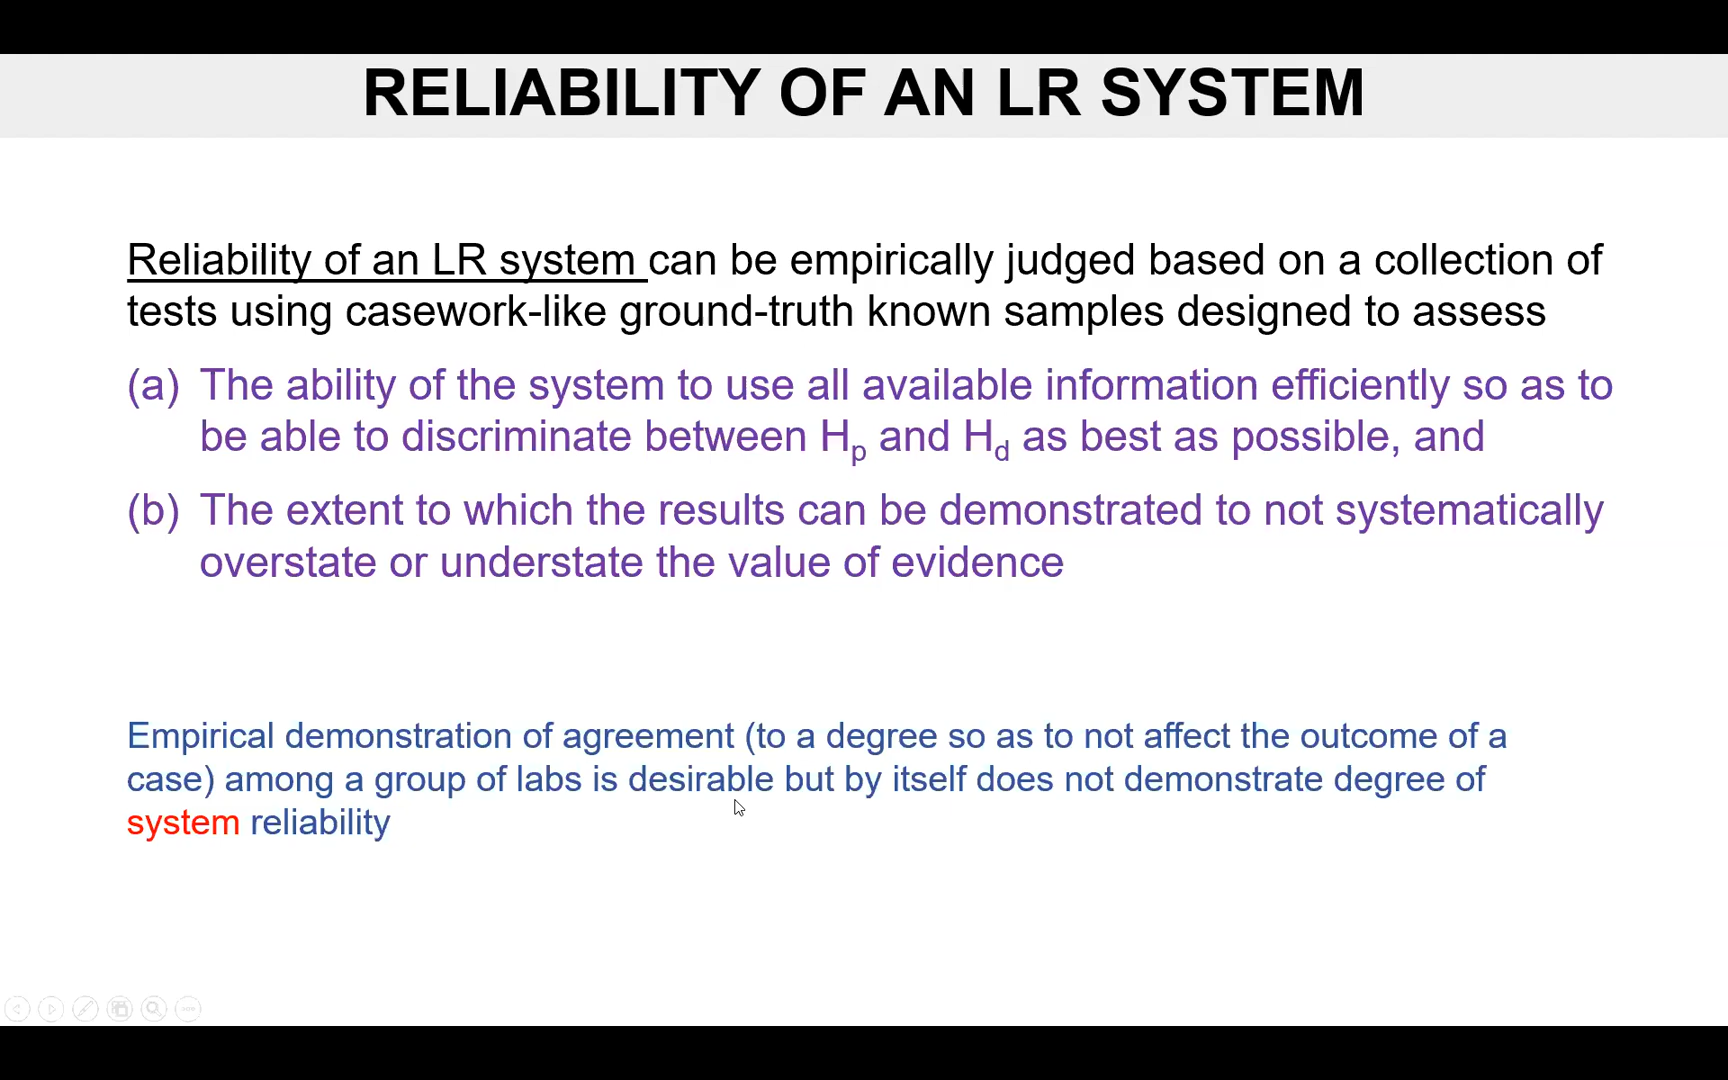 RELIABILITY OF AN LR SYSTEM
Reliability of an LR system can be empirically judged based on a collection of
tests using casework-like ground-truth known samples designed to assess
(a) The ability of the system to use all available information efficiently so as to
be able to discriminate between Hp and Hd as best as possible, and
(b) The extent to which the results can be demonstrated to not systematically
overstate or understate the value of evidence
Empirical demonstration of agreement (to a degree so as to not affect the outcome of a
case) among a group of labs is desirable but by itself does not demonstrate degree of
system reliability